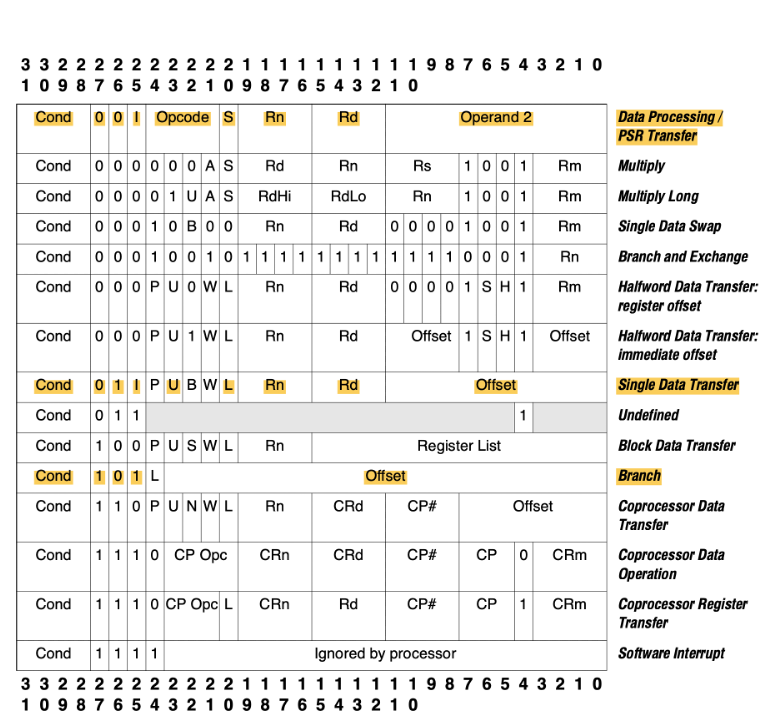 3 3 2 2 2 2 2 2 2 2 2 2 1 1 1 1 1 1 1 1 1 1 9 8 7 6 5 4 3 2 1 0
1 0 9 8 7 6 5 4 3 2 1 0 9 8 7 6 5 4 3 2 1 0
Cond 0 0 I Opcode S Rn Rd Operand 2 Data Processing /
PSR Transfer
Cond 0 0 0 0 0 0 A S Rd Rn Rs 1 0 0 1 Rm Multiply
Cond 0 0 0 0 1 U A S RdHi RdLo Rn 1 0 0 1 Rm Multiply Long
Cond 0 0 0 1 0 B 0 0 Rn Rd 0 0 0 0 1 0 0 1 Rm Single Data Swap
Cond 0 0 0 1 0 0 1 0 1 1 1 1 1 1 1 1 1 1 1 1 0 0 0 1 Rn Branch and Exchange
Cond 0 0 0 P U 0 W L Rn Rd 0 0 0 0 1 S H 1 Rm Halfword Data Transfer:
register offset
Cond 0 0 0 P U 1 W L Rn Rd Offset 1 S H 1 Offset Halfword Data Transfer:
immediate offset
Cond 0 1 I P U B W L Rn Rd Offset Single Data Transfer
Cond 0 1 1 1 Undefined
Cond 1 0 0 P U S W L Rn Register List Block Data Transfer
Cond 1 0 1 L Offset Branch
Cond 1 1 0 P U N W L Rn CRd CP# Offset Coprocessor Data
Transfer
Cond 1 1 1 0 CP Opc CRn CRd CP# CP 0 CRm Coprocessor Data
Operation
Cond 1 1 1 0 CP Opc L CRn Rd CP# CP 1 CRm Coprocessor Register
Transfer
Cond 1 1 1 1 Ignored by processor Software Interrupt
3 3 2 2 2 2 2 2 2 2 2 2 1 1 1 1 1 1 1 1 1 1 9 8 7 6 5 4 3 2 1 0
1 0 9 8 7 6 5 4 3 2 1 0 9 8 7 6 5 4 3 2 1 0